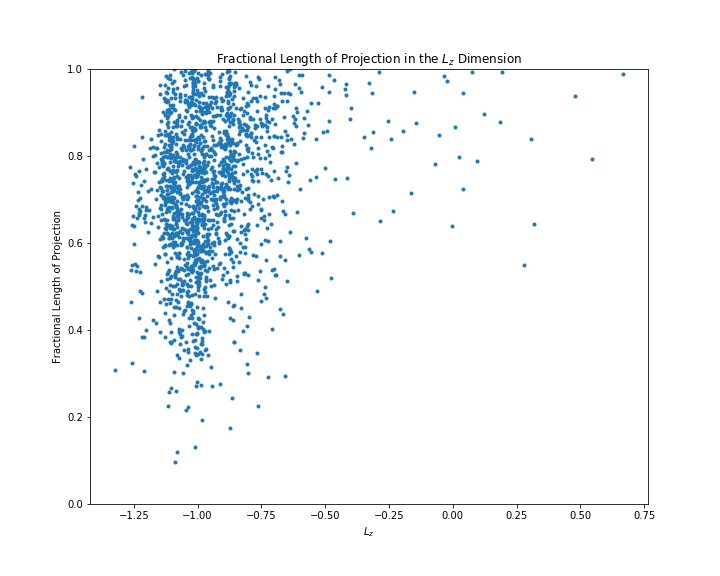 Fractional Length of Projection in the $L_z$ Dimension
Fractional Length of Projection
1.0
0.8
0.6
0.4
0.2
0.0
−1.25 −1.00 −0.75 −0.50 −0.25 0.00 0.25 0.50 0.75
$L_z$